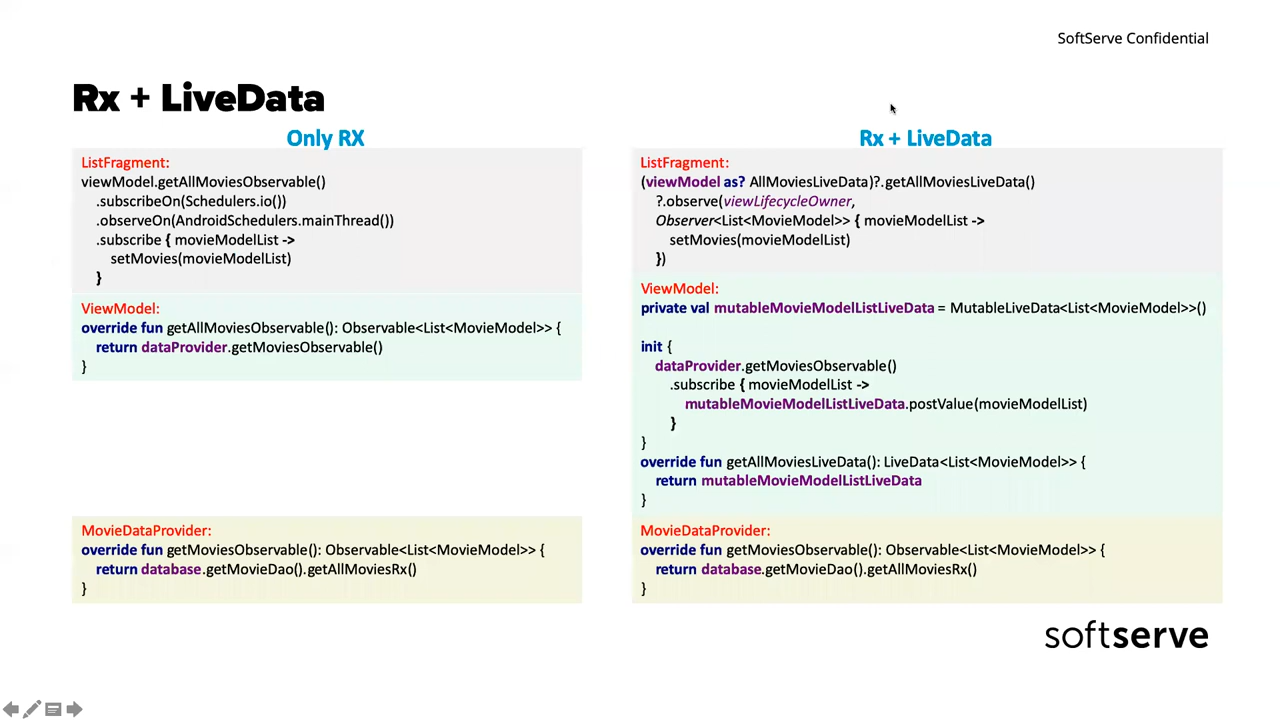 SoftServe Confidential
Rx + LiveData
Only RX
ListFragment:
viewModel.getAllMoviesObservable()
.subscribeOn(Schedulers.io())
.observeOn(AndroidSchedulers.mainThread())
.subscribe { movieModelList ->
setMovies(movieModelList)
}
ViewModel:
override fun getAllMoviesObservable(): Observable<List<MovieModel>> {
return dataProvider.getMoviesObservable()
}
MovieDataProvider:
override fun getMoviesObservable(): Observable<List<MovieModel>> {
return database.getMovieDao().getAllMoviesRx()
}
Rx + LiveData
ListFragment:
(viewModel as? AllMoviesLiveData)?.getAllMoviesLiveData()
?.observe(viewLifecycleOwner,
Observer<List<MovieModel>> { movieModelList ->
setMovies(movieModelList)
})
ViewModel:
private val mutableMovieModelListLiveData = MutableLiveData<List<MovieModel>>()
init {
dataProvider.getMoviesObservable()
.subscribe { movieModelList ->
mutableMovieModelListLiveData.postValue(movieModelList)
}
}
override fun getAllMoviesLiveData(): LiveData<List<MovieModel>> {
return mutableMovieModelListLiveData
}
MovieDataProvider:
override fun getMoviesObservable(): Observable<List<MovieModel>> {
return database.getMovieDao().getAllMoviesRx()
}
softserve